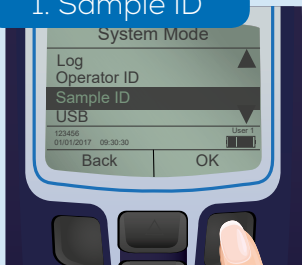 1. Sample ID
System Mode
Log
Operator ID
Sample ID
USB
123456
User 1
01/01/2017 09:30:30
Back OK